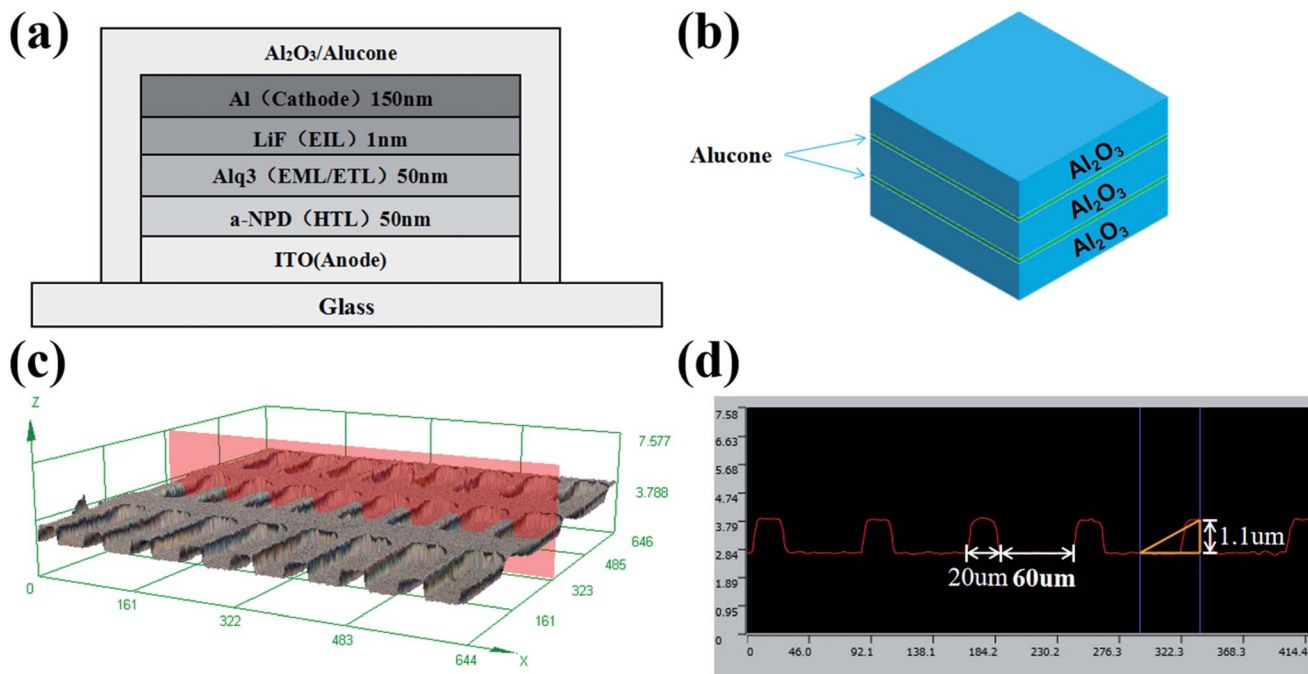 (a)
Al₂O₃/Alucone
Al（Cathode）150nm
LiF（EIL）1nm
Alq3（EML/ETL）50nm
a-NPD（HTL）50nm
ITO(Anode)
Glass
(b)
Alucone
Al₂O₃
Al₂O₃
Al₂O₃
(c)
Z
7.577
3.788
646
485
323
161
0
161
322
483
644
X
(d)
7.58
6.63
5.68
4.74
3.79
2.84
1.89
0.95
0
1.1um
20um
60um
0
46.0
92.1
138.1
184.2
230.2
276.3
322.3
368.3
414.4